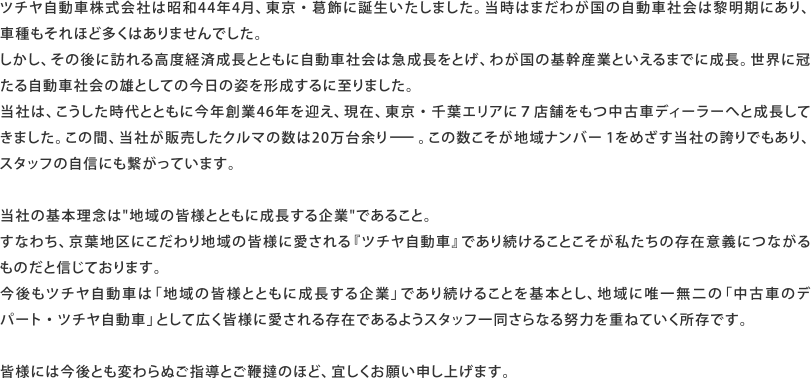 ツチヤ自動車株式会社は昭和44年4月、東京・葛飾に誕生いたしました。当時はまだわが国の自動車社会は黎明期にあり、
車種もそれほど多くはありませんでした。
しかし、その後に訪れる高度経済成長とともに自動車社会は急成長をとげ、わが国の基幹産業といえるまでに成長。世界に冠
たる自動車社会の雄としての今日の姿を形成するに至りました。
当社は、こうした時代とともに今年創業46年を迎え、現在、東京・千葉エリアに７店舗をもつ中古車ディーラーへと成長して
きました。この間、当社が販売したクルマの数は20万台余り── 。この数こそが地域ナンバー1をめざす当社の誇りでもあり、
スタッフの自信にも繋がっています。
当社の基本理念は"地域の皆様とともに成長する企業"であること。
すなわち、京葉地区にこだわり地域の皆様に愛される『ツチヤ自動車』であり続けることこそが私たちの存在意義につながる
ものだと信じております。
今後もツチヤ自動車は「地域の皆様とともに成長する企業」であり続けることを基本とし、地域に唯一無二の「中古車のデ
パート・ツチヤ自動車」として広く皆様に愛される存在であるようスタッフ一同さらなる努力を重ねていく所存です。
皆様には今後とも変わらぬご指導とご鞭撻のほど、宜しくお願い申し上げます。